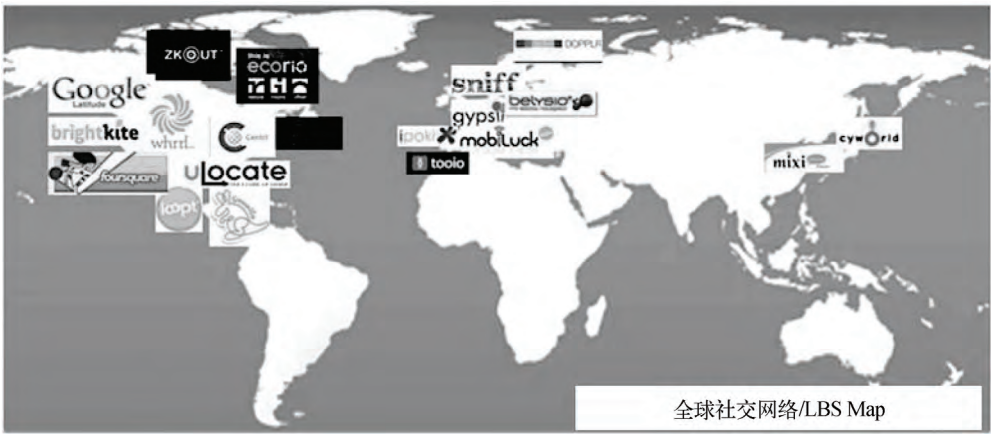 ZKOUT
ecorio
Google
Latitude
brightkite
whrrl
foursquare
uLocate
loopt
DOPPLR
sniff
belysio
gypsii
ipoki
mobiLuck
tooio
cyworld
mixi
全球社交网络/LBS Map